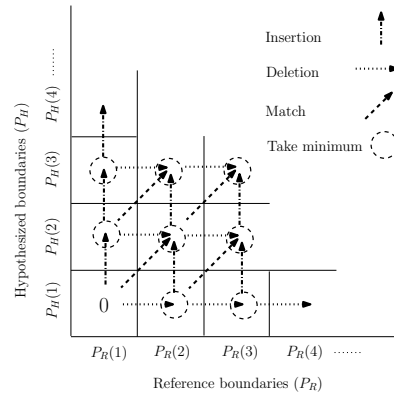 Insertion
Deletion
Match
Take minimum
Hypothesized boundaries (P_H)
P_H(1) P_H(2) P_H(3) P_H(4) ........
0
P_R(1) P_R(2) P_R(3) P_R(4) .......
Reference boundaries (P_R)